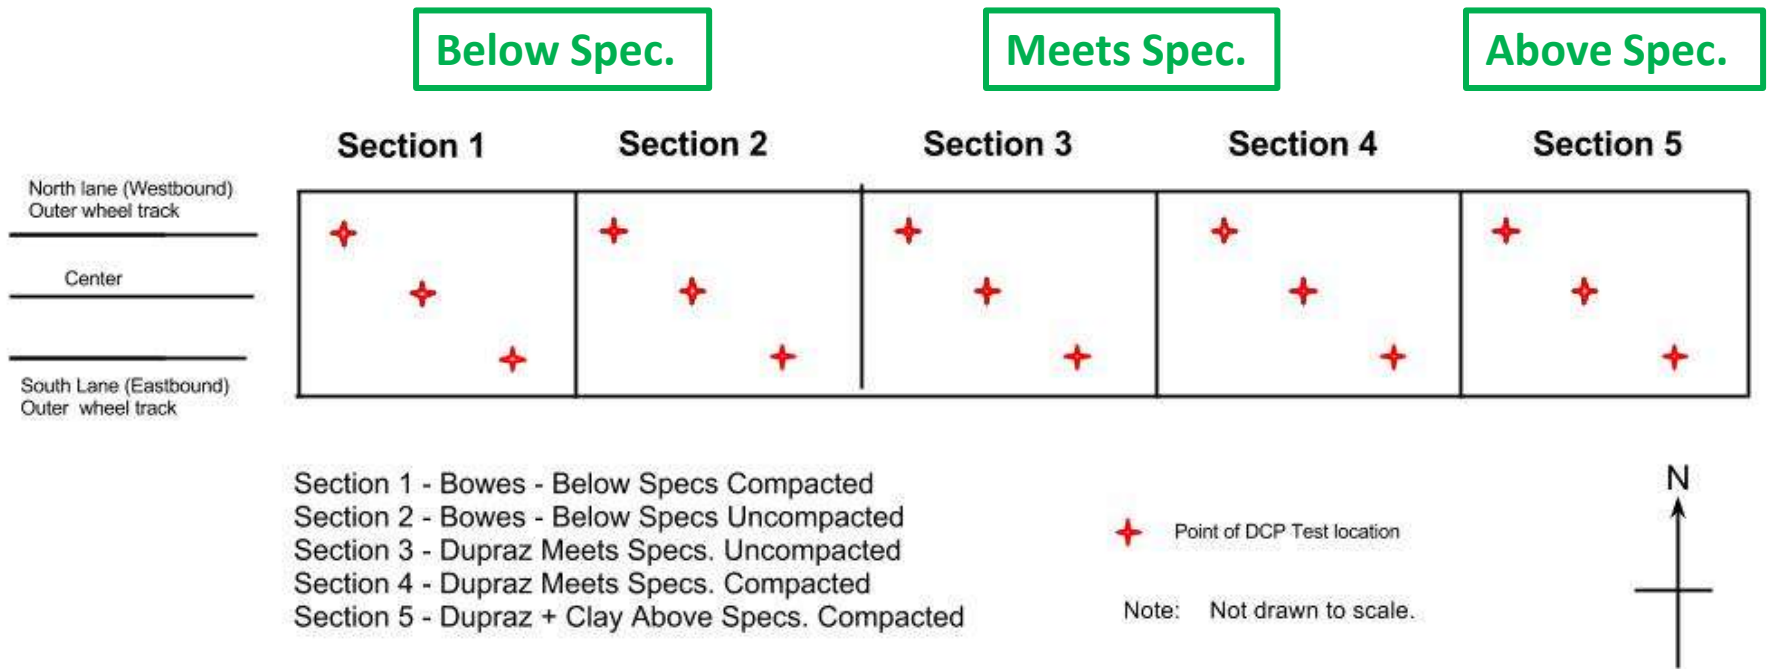 Below Spec.
Meets Spec.
Above Spec.
Section 1
Section 2
Section 3
Section 4
Section 5
North lane (Westbound)
Outer wheel track
Center
South Lane (Eastbound)
Outer wheel track
Section 1 - Bowes - Below Specs Compacted
Section 2 - Bowes - Below Specs Uncompacted
Section 3 - Dupraz Meets Specs. Uncompacted
Section 4 - Dupraz Meets Specs. Compacted
Section 5 - Dupraz + Clay Above Specs. Compacted
Point of DCP Test location
Note: Not drawn to scale.
N